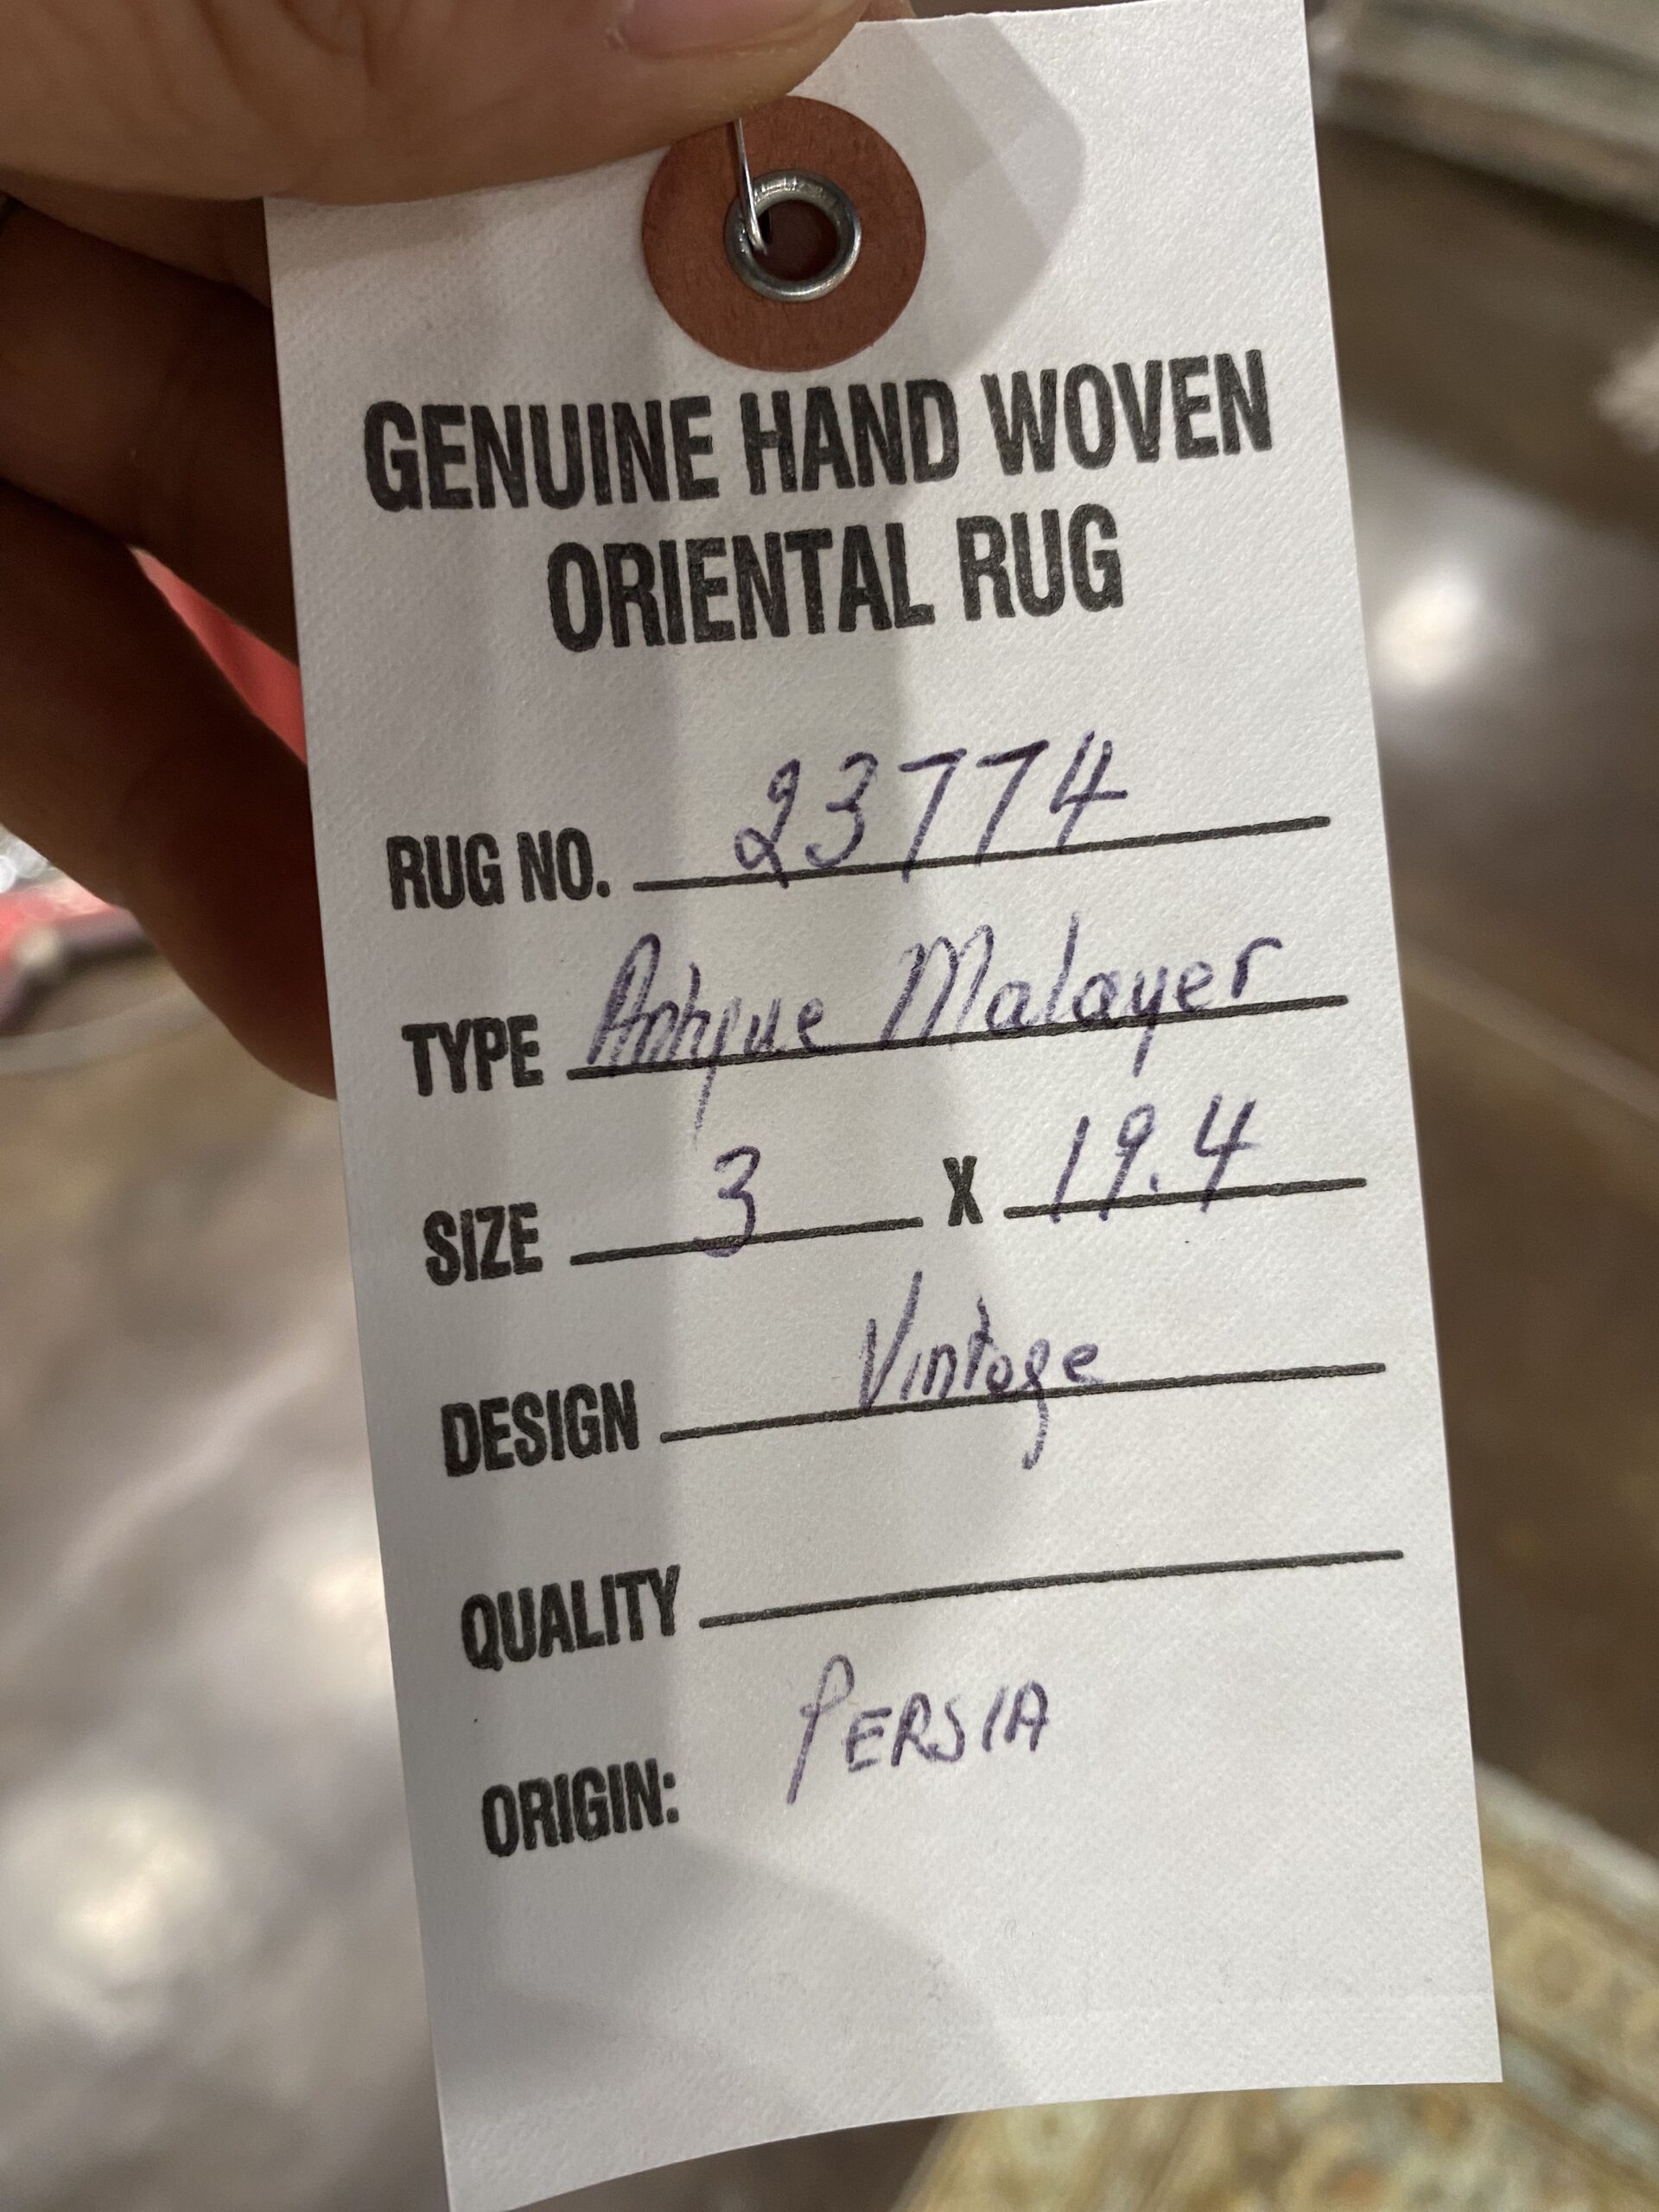 GENUINE HAND WOVEN
ORIENTAL RUG
RUG NO. 23774
TYPE Antique Malayer
SIZE 3 X 19.4
DESIGN Vintage
QUALITY
ORIGIN: PERSIA